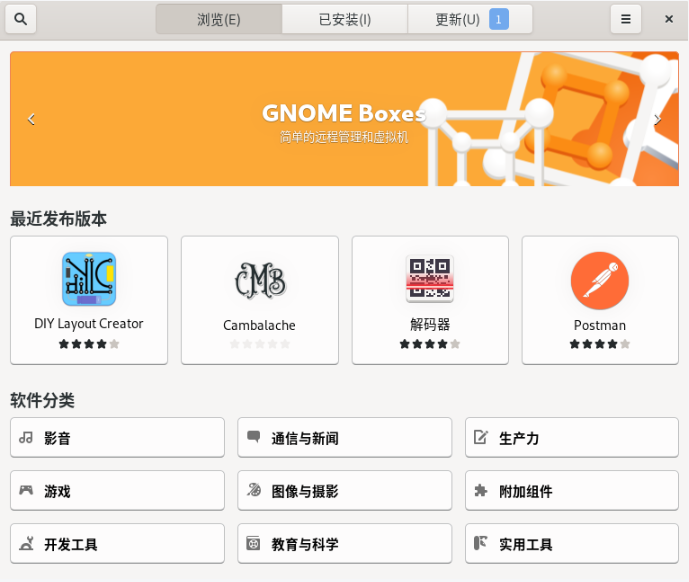 浏览(E)
已安装(I)
更新(U) 1
GNOME Boxes
简单的远程管理和虚拟机
最近发布版本
DIY Layout Creator
CMB
Cambalache
解码器
Postman
软件分类
影音
通信与新闻
生产力
游戏
图像与摄影
附加组件
开发工具
教育与科学
实用工具